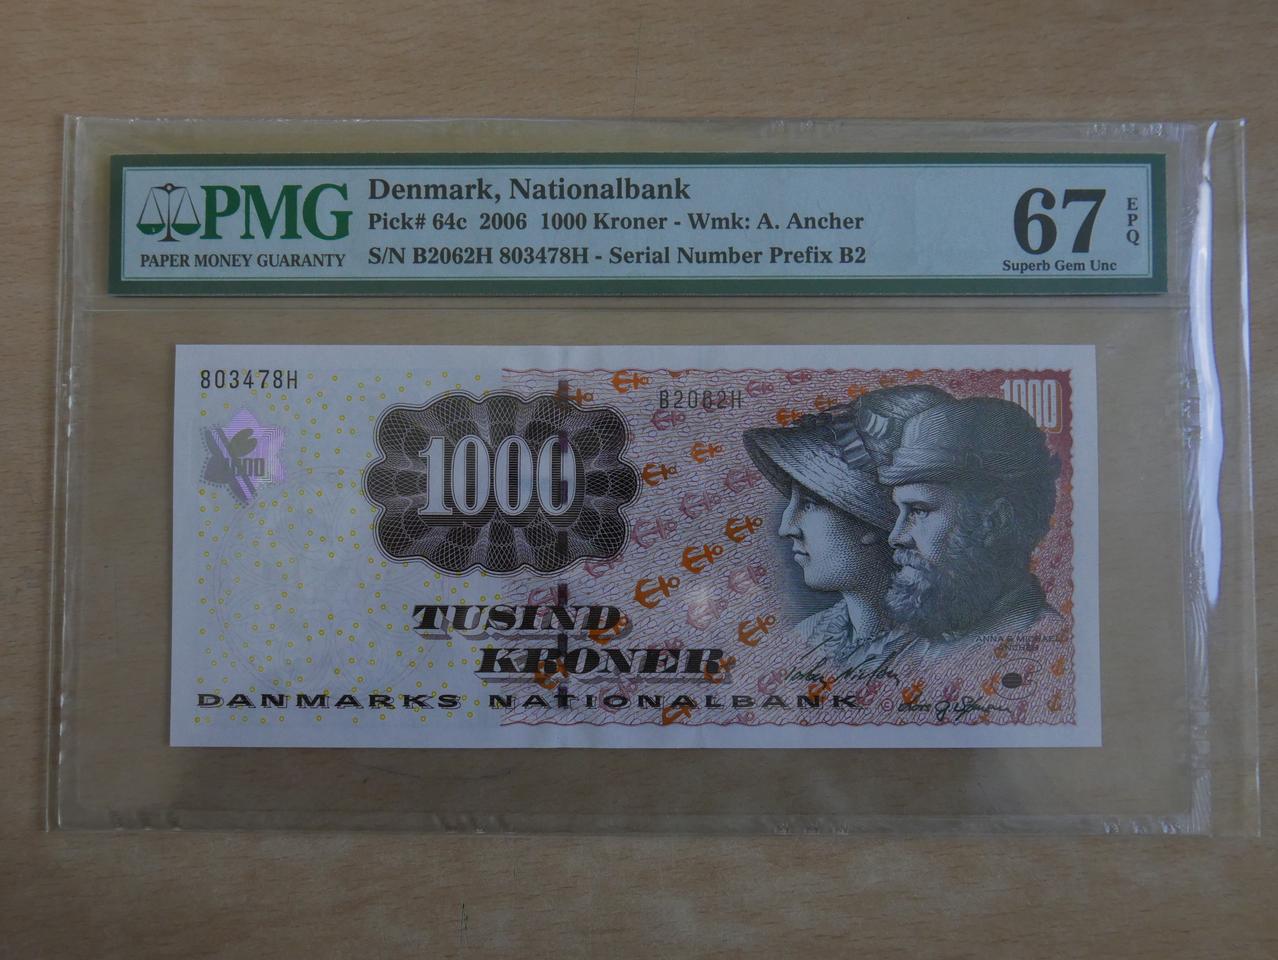 PMG
PAPER MONEY GUARANTY
Denmark, Nationalbank
Pick# 64c 2006 1000 Kroner - Wmk: A. Ancher
S/N B2062H 803478H - Serial Number Prefix B2
67
EPQ
Superb Gem Unc
803478H
B2062H
1000
1000
TUSIND
KRONER
ANNA & MICHAEL
ANCHER
DANMARKS NATIONALBANK